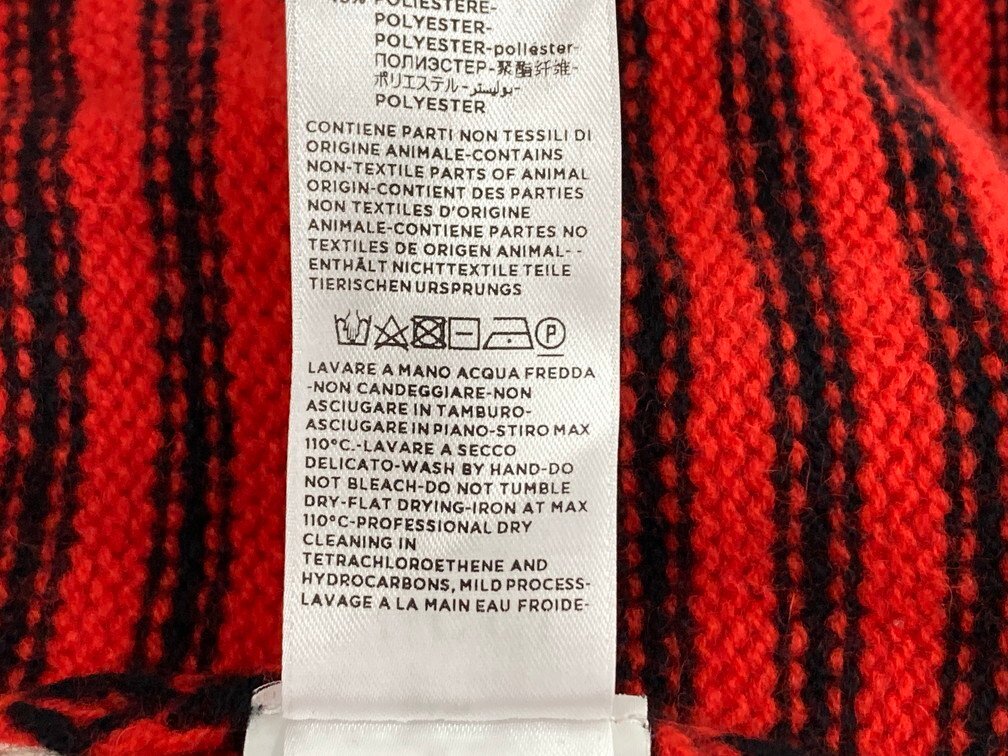 POLIESTERE-
POLYESTER-
POLYESTER-poliéster-
ПОЛИЭСТЕР-聚酯纤维-
ポリエステル-بوليستر-
POLYESTER
CONTIENE PARTI NON TESSILI DI
ORIGINE ANIMALE-CONTAINS
NON-TEXTILE PARTS OF ANIMAL
ORIGIN-CONTIENT DES PARTIES
NON TEXTILES D'ORIGINE
ANIMALE-CONTIENE PARTES NO
TEXTILES DE ORIGEN ANIMAL- -
ENTHÄLT NICHTTEXTILE TEILE
TIERISCHEN URSPRUNGS
P
LAVARE A MANO ACQUA FREDDA
-NON CANDEGGIARE-NON
ASCIUGARE IN TAMBURO-
ASCIUGARE IN PIANO-STIRO MAX
110°C.-LAVARE A SECCO
DELICATO-WASH BY HAND-DO
NOT BLEACH-DO NOT TUMBLE
DRY-FLAT DRYING-IRON AT MAX
110°C-PROFESSIONAL DRY
CLEANING IN
TETRACHLOROETHENE AND
HYDROCARBONS, MILD PROCESS-
LAVAGE A LA MAIN EAU FROIDE-